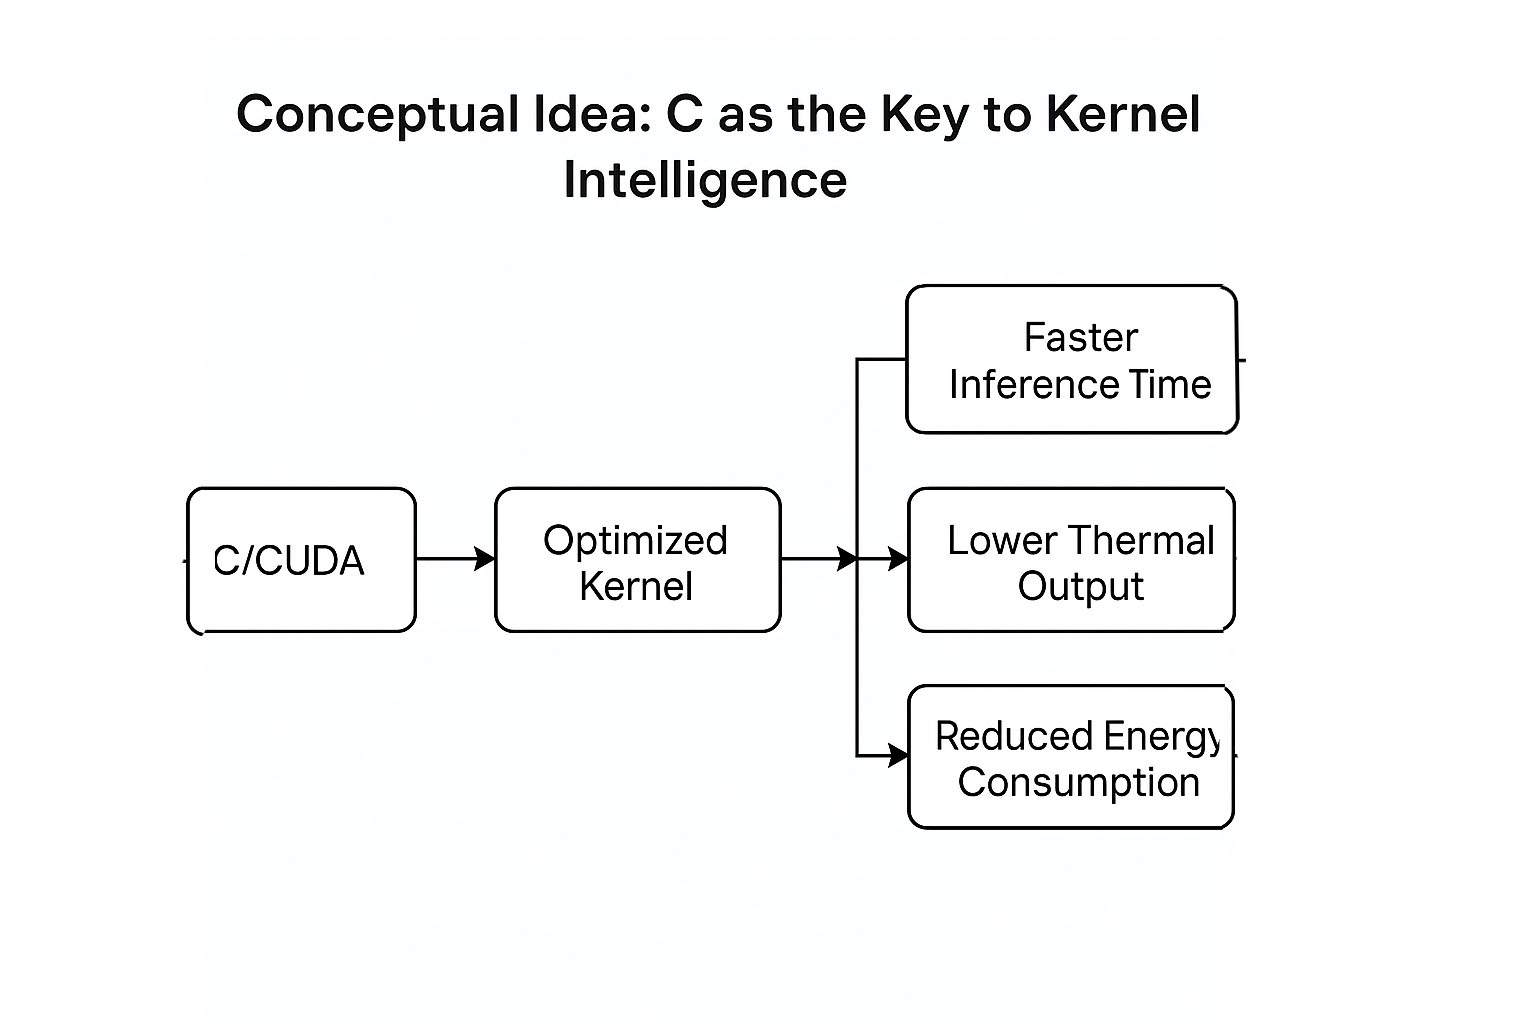 Conceptual Idea: C as the Key to Kernel
Intelligence
Faster
Inference Time
C/CUDA
Optimized
Kernel
Lower Thermal
Output
Reduced Energy
Consumption